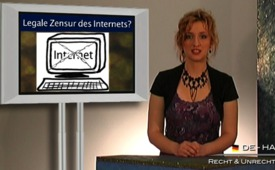 Legale Zensur des Internets?
Internet
DE- HA
RECHT & UNRECHT